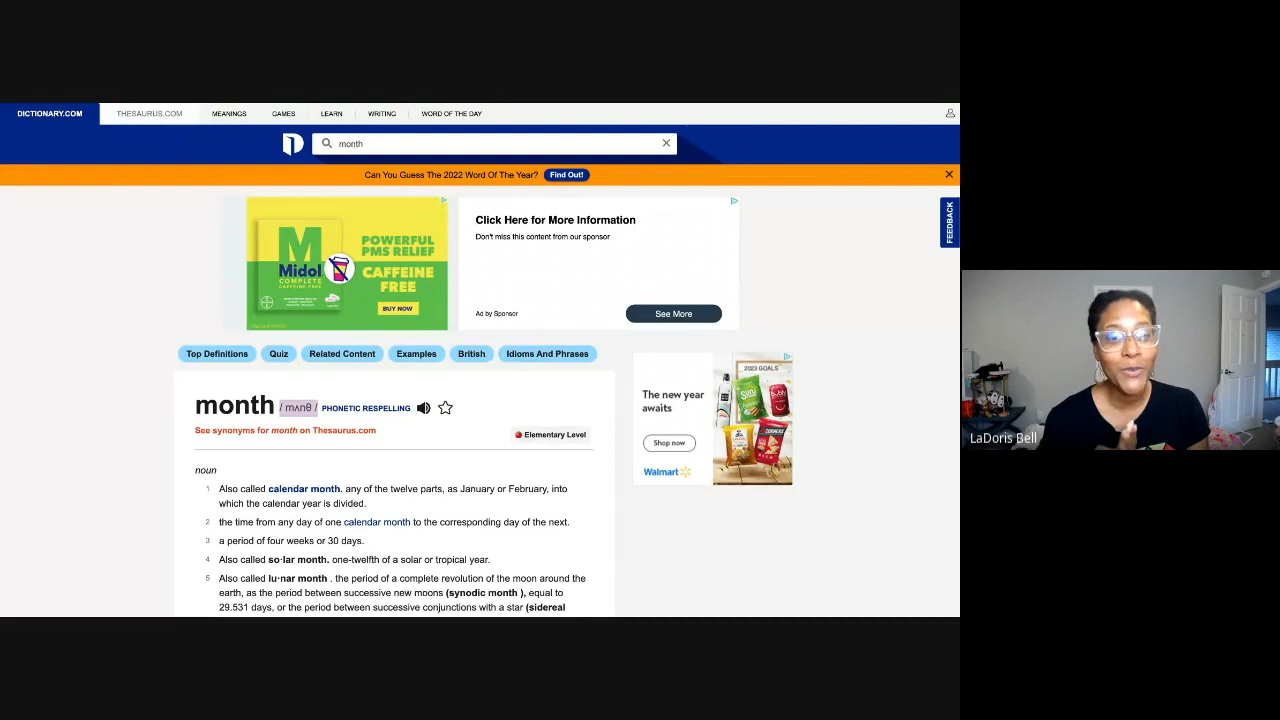 DICTIONARY.COM
THESAURUS.COM
MEANINGS
GAMES
LEARN
WRITING
WORD OF THE DAY
month
Can You Guess The 2022 Word Of The Year? Find Out!
FEEDBACK
M
Midol
COMPLETE
CAFFEINE FREE
POWERFUL
PMS RELIEF
CAFFEINE
FREE
BUY NOW
Click Here for More Information
Don't miss this content from our sponsor
Ad by Sponsor
See More
Top Definitions
Quiz
Related Content
Examples
British
Idioms And Phrases
month / mʌnθ / PHONETIC RESPELLING
See synonyms for month on Thesaurus.com
Elementary Level
noun
1 Also called calendar month. any of the twelve parts, as January or February, into
which the calendar year is divided.
2 the time from any day of one calendar month to the corresponding day of the next.
3 a period of four weeks or 30 days.
4 Also called so·lar month. one-twelfth of a solar or tropical year.
5 Also called lu·nar month . the period of a complete revolution of the moon around the
earth, as the period between successive new moons (synodic month ), equal to
29.531 days, or the period between successive conjunctions with a star (sidereal
The new year
awaits
Shop now
Walmart
2023 GOALS
LaDoris Bell